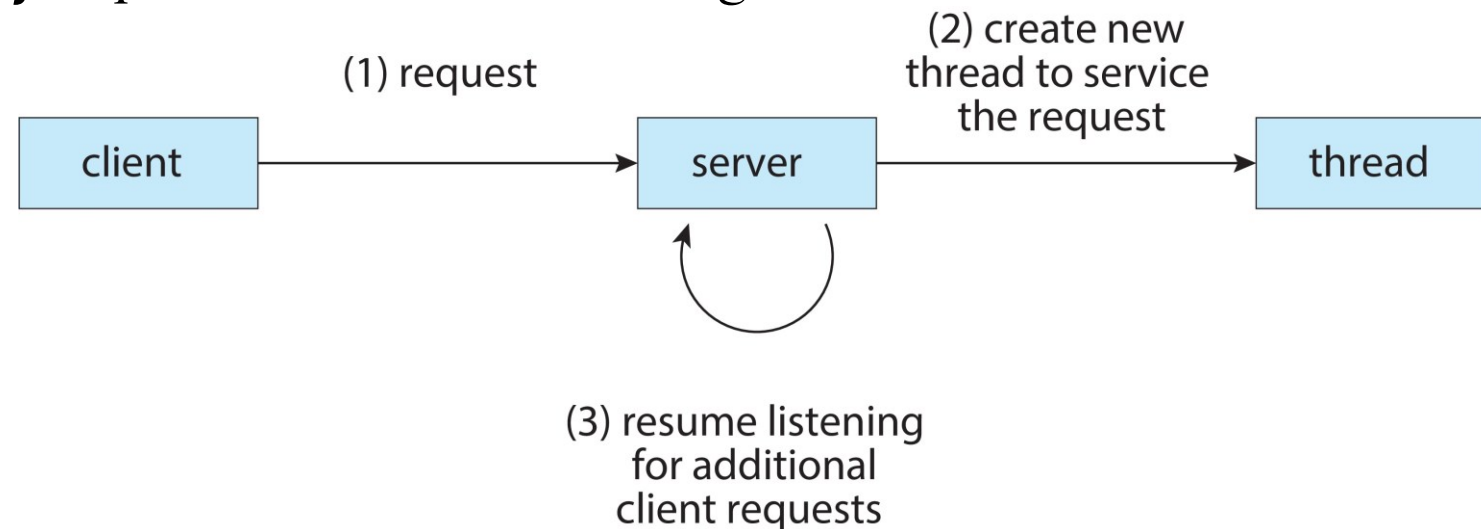 (1) request
(2) create new
thread to service
the request
client
server
thread
(3) resume listening
for additional
client requests